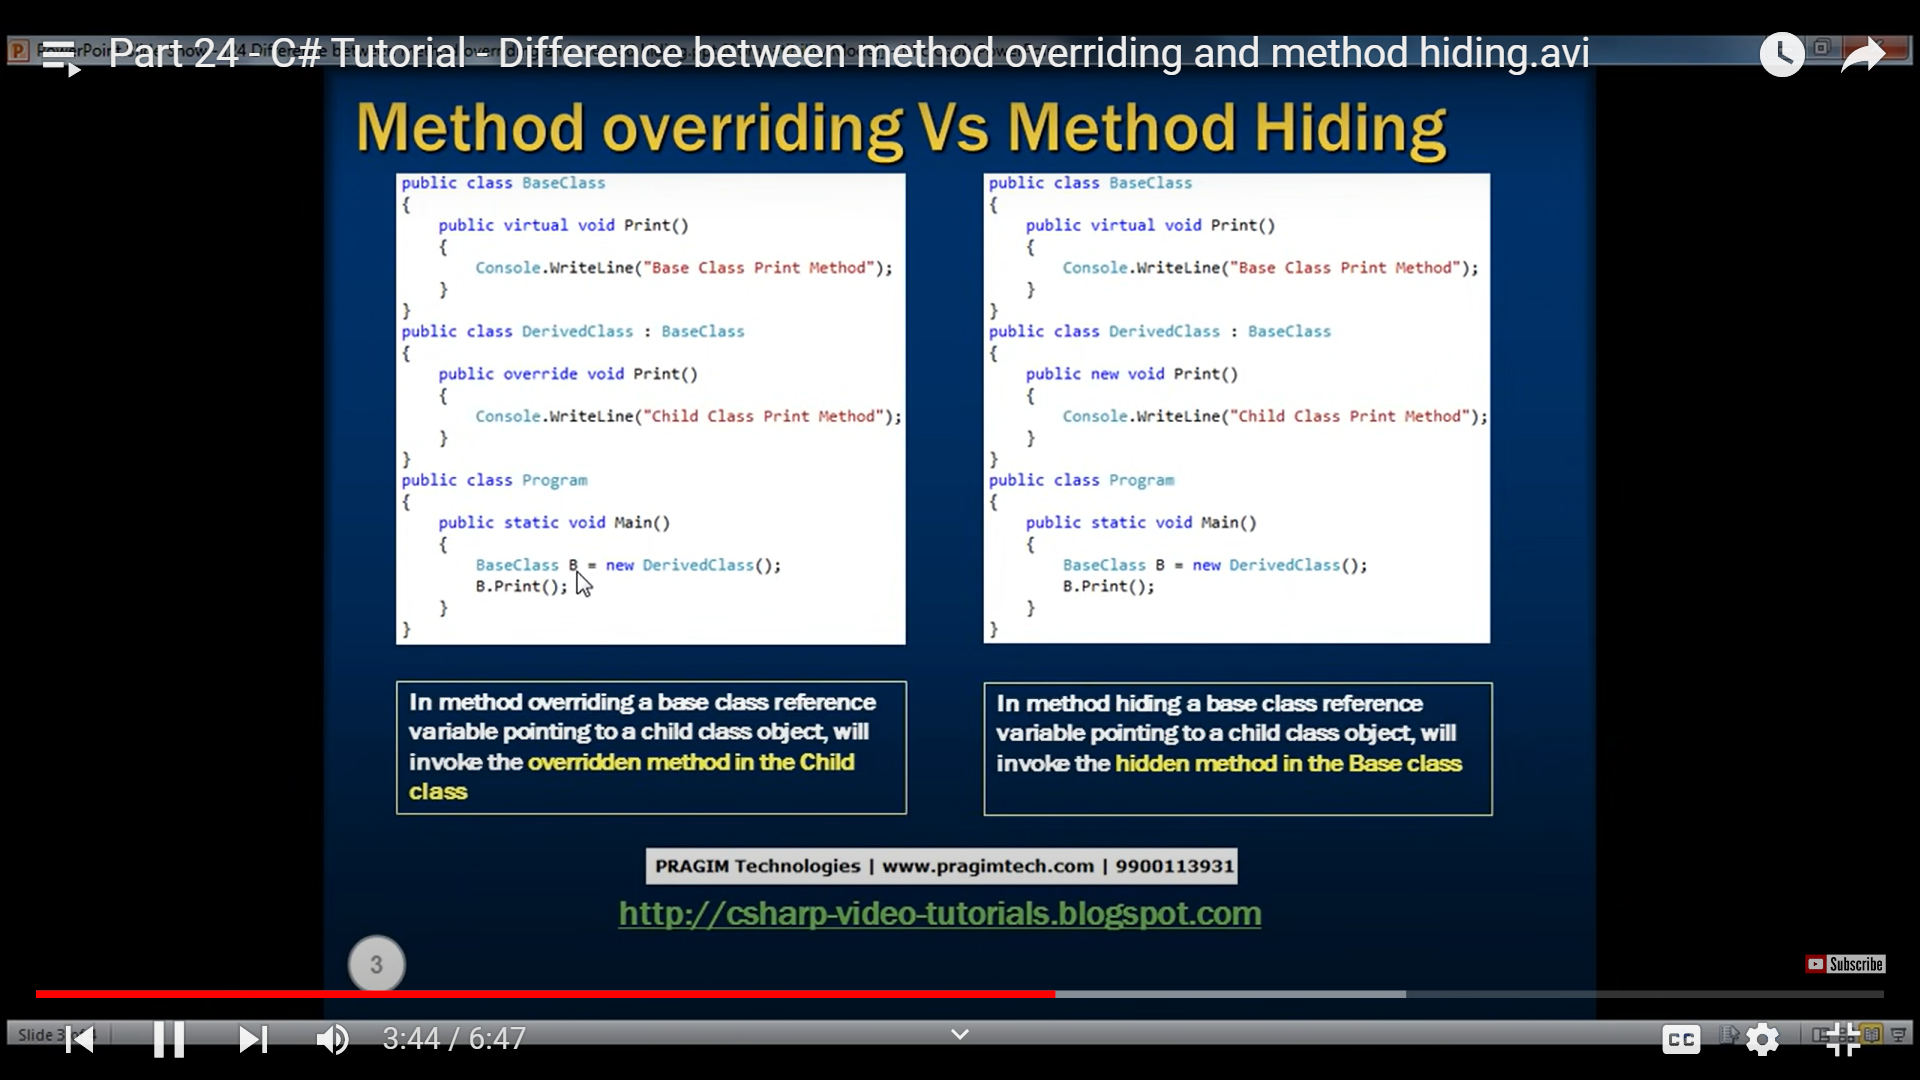 Part 24 - C# Tutorial - Difference between method overriding and method hiding.avi
Method overriding Vs Method Hiding
public class BaseClass
{
public virtual void Print()
{
Console.WriteLine("Base Class Print Method");
}
}
public class DerivedClass : BaseClass
{
public override void Print()
{
Console.WriteLine("Child Class Print Method");
}
}
public class Program
{
public static void Main()
{
BaseClass B = new DerivedClass();
B.Print();
}
}
public class BaseClass
{
public virtual void Print()
{
Console.WriteLine("Base Class Print Method");
}
}
public class DerivedClass : BaseClass
{
public new void Print()
{
Console.WriteLine("Child Class Print Method");
}
}
public class Program
{
public static void Main()
{
BaseClass B = new DerivedClass();
B.Print();
}
}
In method overriding a base class reference
variable pointing to a child class object, will
invoke the overridden method in the Child
class
In method hiding a base class reference
variable pointing to a child class object, will
invoke the hidden method in the Base class
PRAGIM Technologies | www.pragimtech.com | 9900113931
http://csharp-video-tutorials.blogspot.com
3
Subscribe
Slide 3
3:44 / 6:47
CC